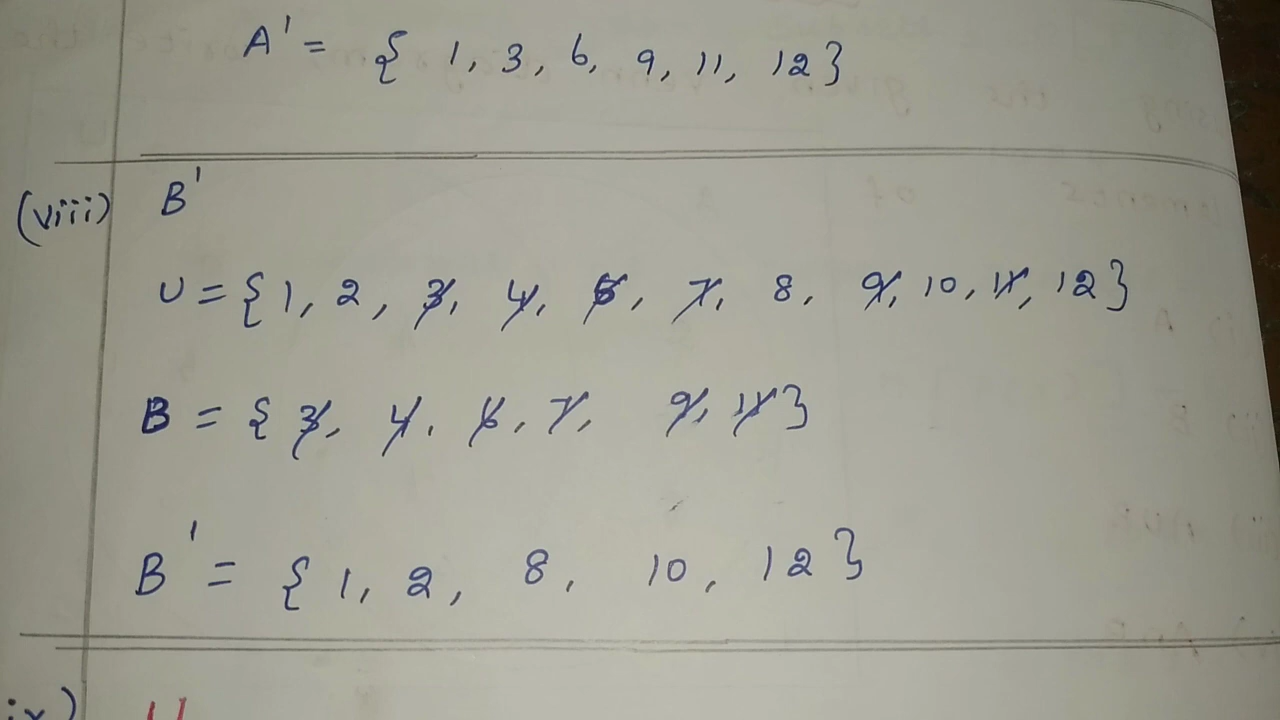 A' = { 1, 3, 6, 9, 11, 12}
(viii) B'
U = {1, 2, 3, 4, 6, 7, 8, 9, 10, 11, 12}
B = { 3, 4, 6, 7, 9, 11}
B' = { 1, 2, 8, 10, 12}
ix) U